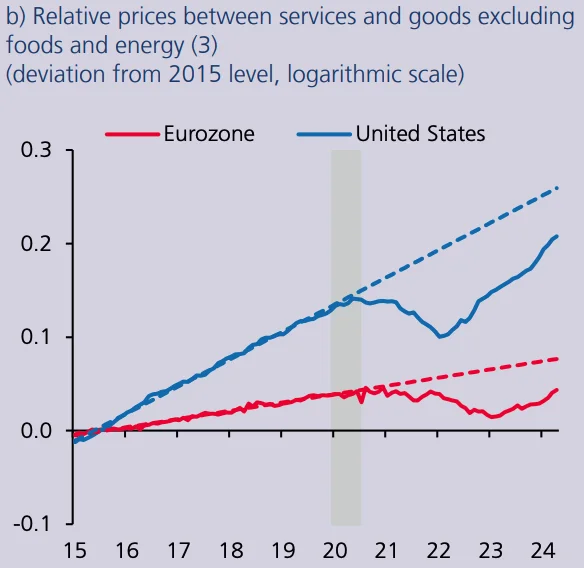 b) Relative prices between services and goods excluding
foods and energy (3)
(deviation from 2015 level, logarithmic scale)
Eurozone United States
0.3
0.2
0.1
0.0
-0.1
15 16 17 18 19 20 21 22 23 24